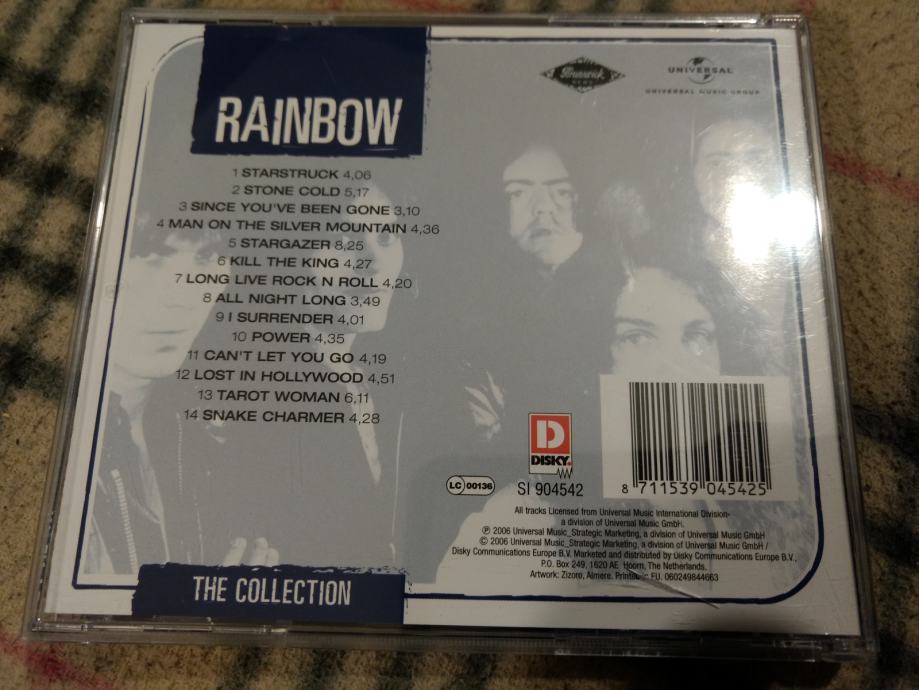 RAINBOW
Brunswick
UNIVERSAL
UNIVERSAL MUSIC GROUP
1 STARSTRUCK 4,06
2 STONE COLD 5,17
3 SINCE YOU'VE BEEN GONE 3,10
4 MAN ON THE SILVER MOUNTAIN 4,36
5 STARGAZER 8,25
6 KILL THE KING 4,27
7 LONG LIVE ROCK N ROLL 4,20
8 ALL NIGHT LONG 3,49
9 I SURRENDER 4,01
10 POWER 4,35
11 CAN'T LET YOU GO 4,19
12 LOST IN HOLLYWOOD 4,51
13 TAROT WOMAN 6,11
14 SNAKE CHARMER 4,28
D
DISKY
LC 00136
SI 904542
8 711539 045425
All tracks Licensed from Universal Music International Division-
a division of Universal Music GmbH.
℗ 2006 Universal Music_Strategic Marketing, a division of Universal Music GmbH
© 2006 Universal Music_Strategic Marketing, a division of Universal Music GmbH /
Disky Communications Europe B.V. Marketed and distributed by Disky Communications Europe B.V.,
P.O. Box 249, 1620 AE Hoorn, The Netherlands.
Artwork: Zizoro, Almere. Printed in: FU. 060249844663
THE COLLECTION